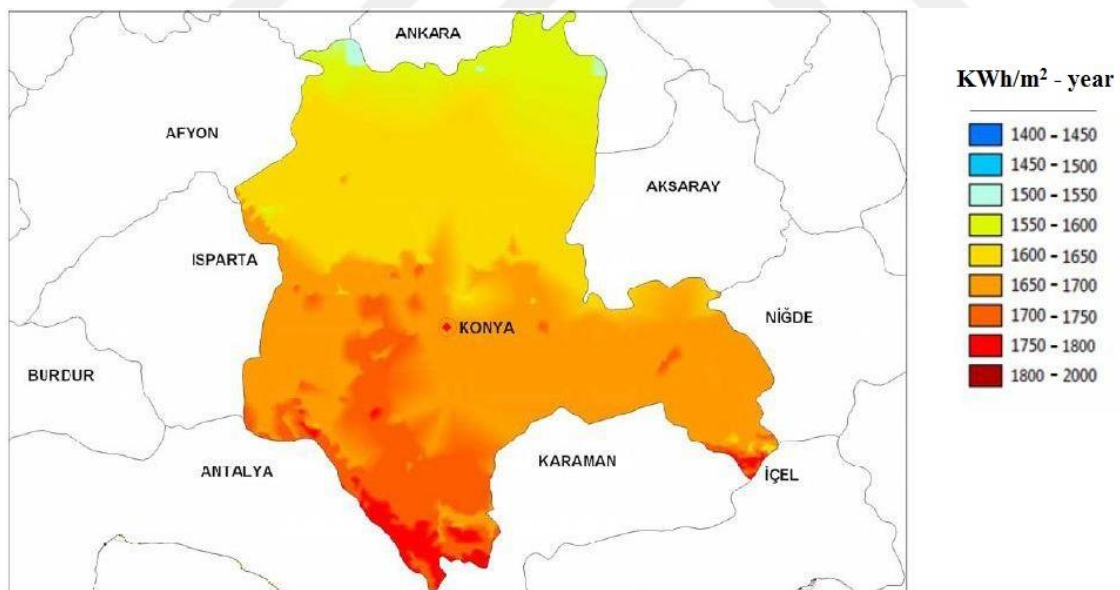 ANKARA
AFYON
AKSARAY
ISPARTA
NİĞDE
KONYA
BURDUR
KARAMAN
ANTALYA
İÇEL
KWh/m² - year
1400 - 1450
1450 - 1500
1500 - 1550
1550 - 1600
1600 - 1650
1650 - 1700
1700 - 1750
1750 - 1800
1800 - 2000